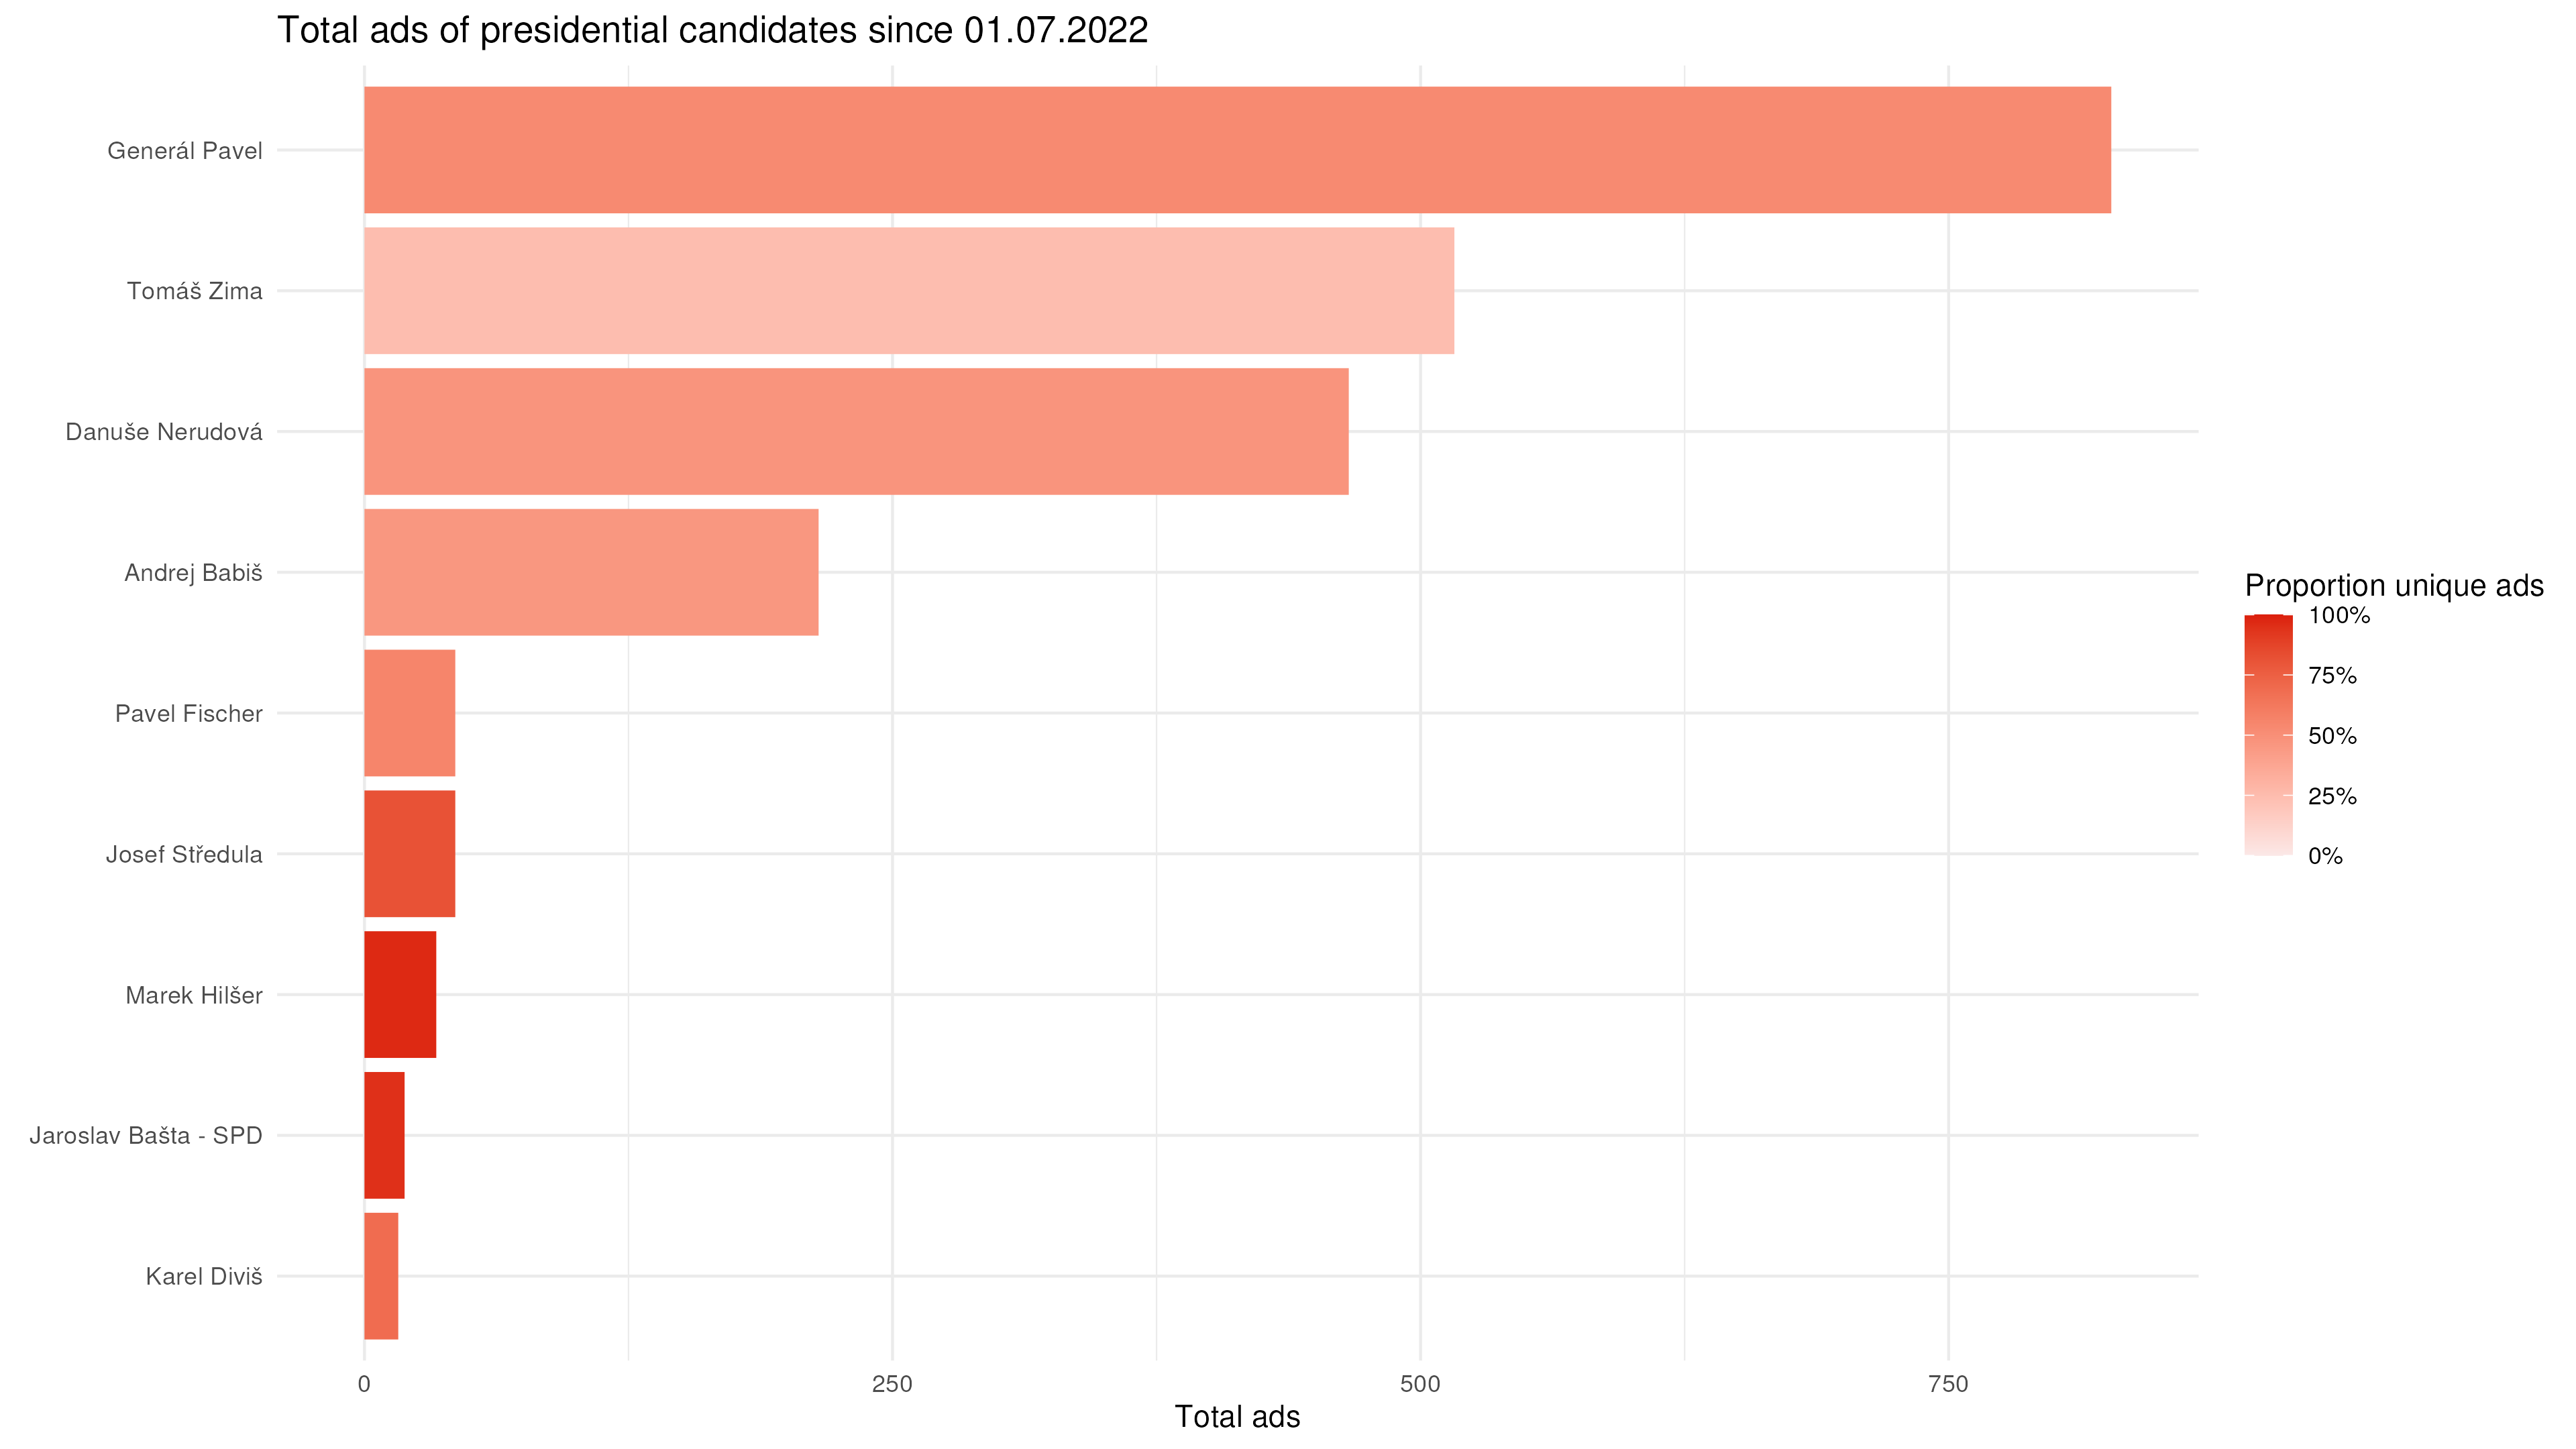 Total ads of presidential candidates since 01.07.2022
Generál Pavel
Tomáš Zima
Danuše Nerudová
Andrej Babiš
Pavel Fischer
Josef Středula
Marek Hilšer
Jaroslav Bašta - SPD
Karel Diviš
0
250
500
750
Total ads
Proportion unique ads
100%
75%
50%
25%
0%